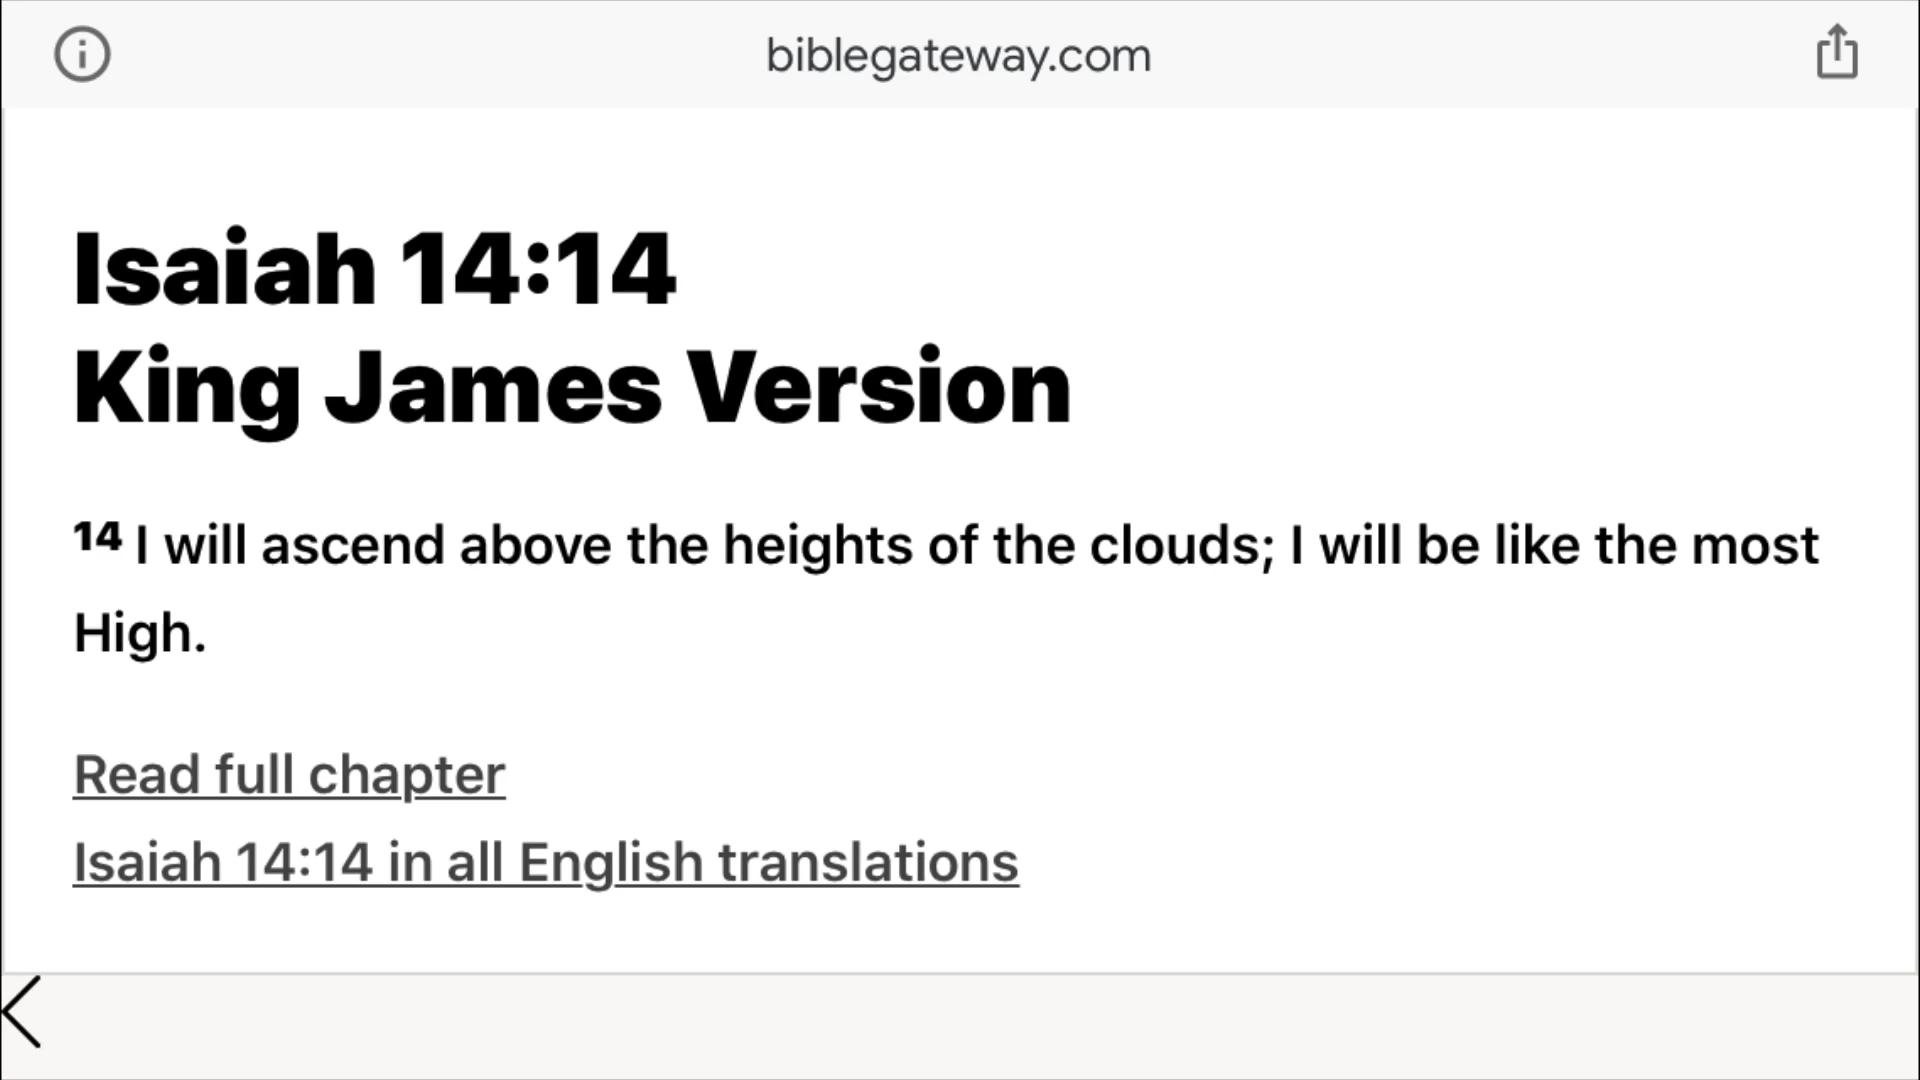 biblegateway.com
Isaiah 14:14
King James Version
14 I will ascend above the heights of the clouds; I will be like the most
High.
Read full chapter
Isaiah 14:14 in all English translations